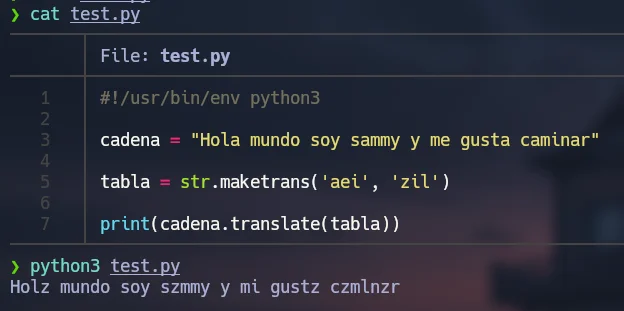 ❯ cat test.py
File: test.py
1 #!/usr/bin/env python3
2
3 cadena = "Hola mundo soy sammy y me gusta caminar"
4
5 tabla = str.maketrans('aei', 'zil')
6
7 print(cadena.translate(tabla))
❯ python3 test.py
Holz mundo soy szmmy y mi gustz czmlnzr